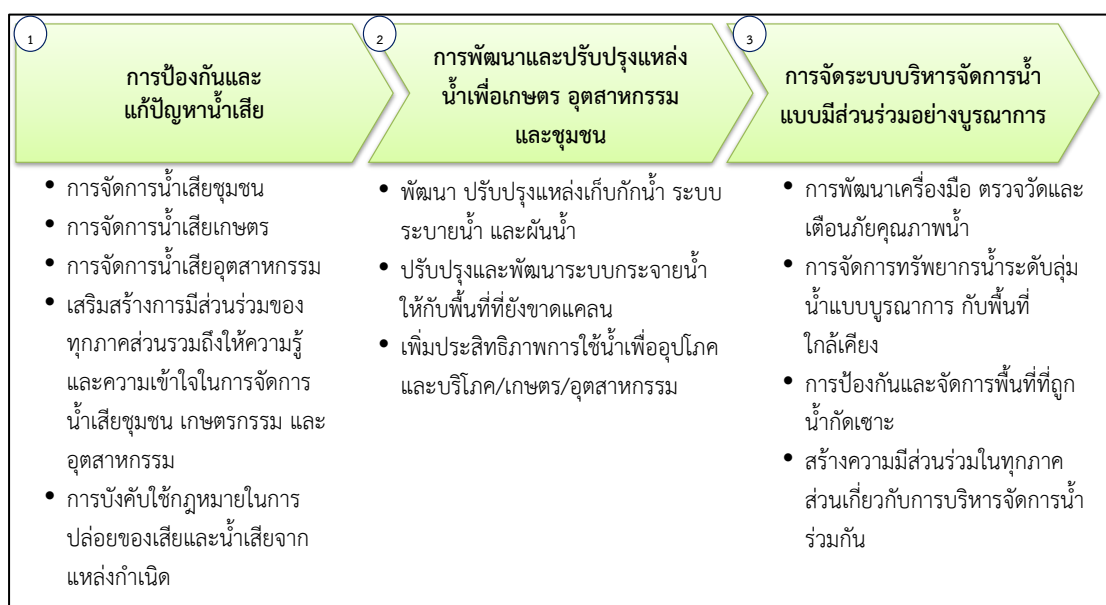 1
การป้องกันและ
แก้ปัญหาน้ำเสีย
• การจัดการน้ำเสียชุมชน
• การจัดการน้ำเสียเกษตร
• การจัดการน้ำเสียอุตสาหกรรม
• เสริมสร้างการมีส่วนร่วมของ
ทุกภาคส่วนรวมถึงให้ความรู้
และความเข้าใจในการจัดการ
น้ำเสียชุมชน เกษตรกรรม และ
อุตสาหกรรม
• การบังคับใช้กฎหมายในการ
ปล่อยของเสียและน้ำเสียจาก
แหล่งกำเนิด
2
การพัฒนาและปรับปรุงแหล่ง
น้ำเพื่อเกษตร อุตสาหกรรม
และชุมชน
• พัฒนา ปรับปรุงแหล่งเก็บกักน้ำ ระบบ
ระบายน้ำ และผันน้ำ
• ปรับปรุงและพัฒนาระบบกระจายน้ำ
ให้กับพื้นที่ที่ยังขาดแคลน
• เพิ่มประสิทธิภาพการใช้น้ำเพื่ออุปโภค
และบริโภค/เกษตร/อุตสาหกรรม
3
การจัดระบบบริหารจัดการน้ำ
แบบมีส่วนร่วมอย่างบูรณาการ
• การพัฒนาเครื่องมือ ตรวจวัดและ
เตือนภัยคุณภาพน้ำ
• การจัดการทรัพยากรน้ำระดับลุ่ม
น้ำแบบบูรณาการ กับพื้นที่
ใกล้เคียง
• การป้องกันและจัดการพื้นที่ที่ถูก
น้ำกัดเซาะ
• สร้างความมีส่วนร่วมในทุกภาค
ส่วนเกี่ยวกับการบริหารจัดการน้ำ
ร่วมกัน